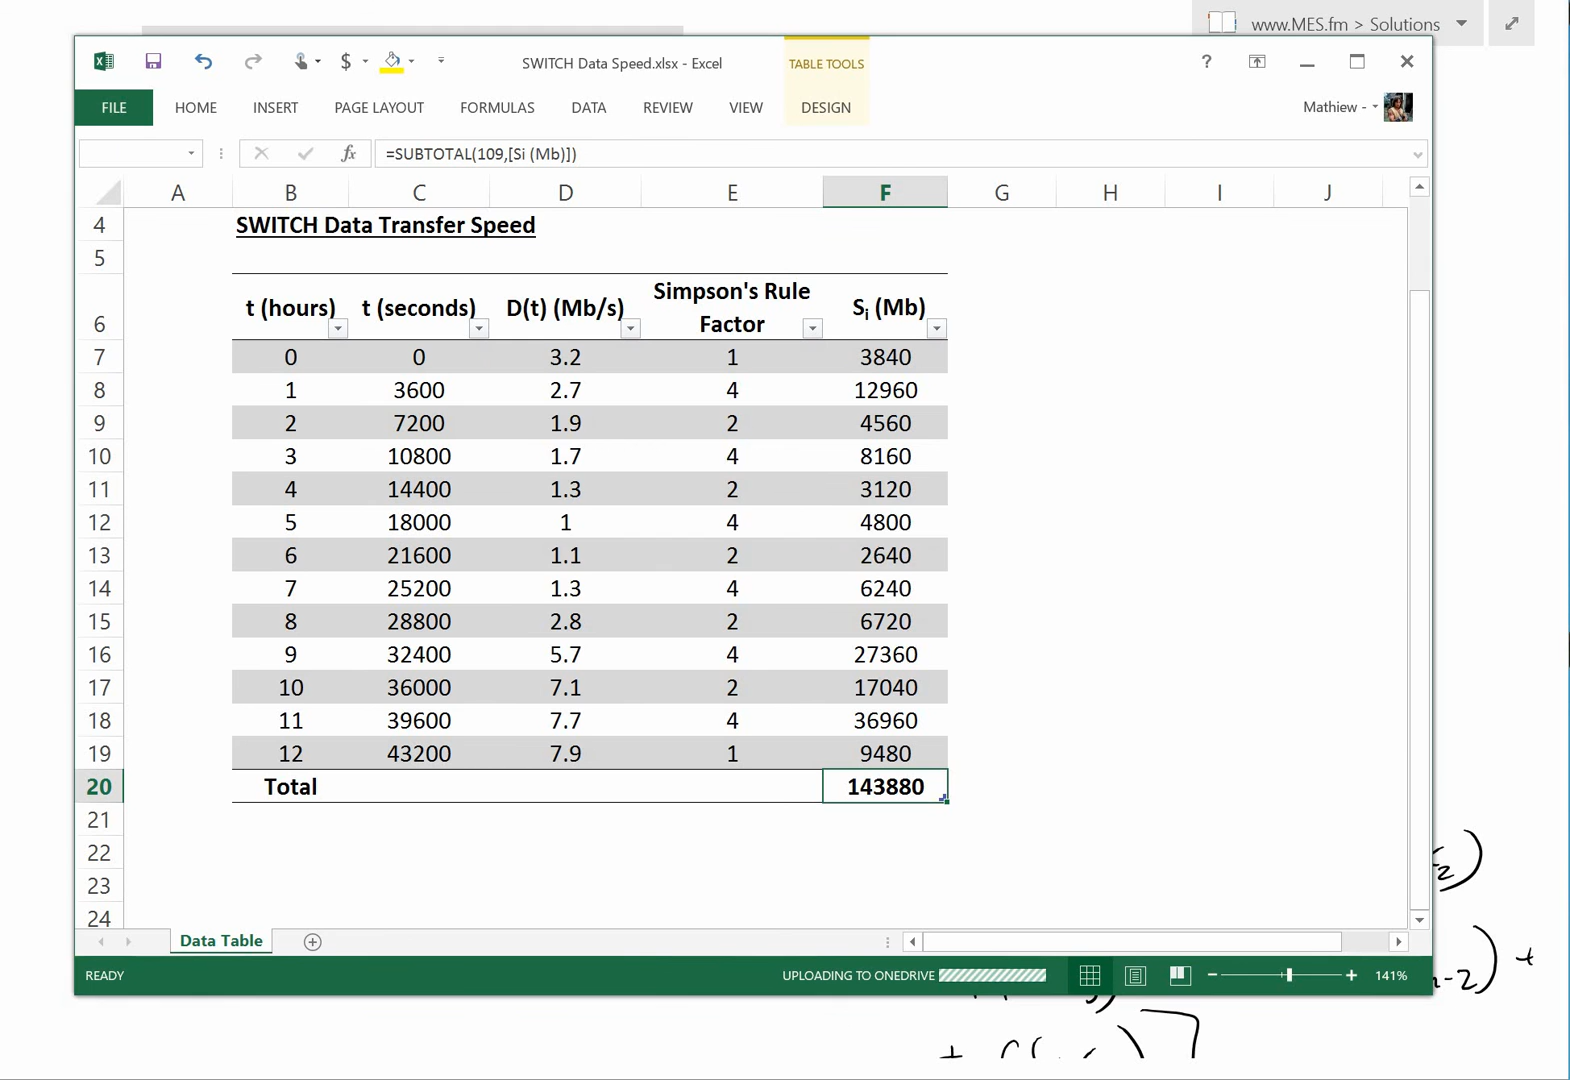 www.MES.fm > Solutions
SWITCH Data Speed.xlsx - Excel
TABLE TOOLS
?
FILE HOME INSERT PAGE LAYOUT FORMULAS DATA REVIEW VIEW DESIGN
Mathiew -
fx =SUBTOTAL(109,[Si (Mb)])
A B C D E F G H I J
4 SWITCH Data Transfer Speed
5
6 t (hours) t (seconds) D(t) (Mb/s) Simpson's Rule Factor Si (Mb)
7 0 0 3.2 1 3840
8 1 3600 2.7 4 12960
9 2 7200 1.9 2 4560
10 3 10800 1.7 4 8160
11 4 14400 1.3 2 3120
12 5 18000 1 4 4800
13 6 21600 1.1 2 2640
14 7 25200 1.3 4 6240
15 8 28800 2.8 2 6720
16 9 32400 5.7 4 27360
17 10 36000 7.1 2 17040
18 11 39600 7.7 4 36960
19 12 43200 7.9 1 9480
20 Total 143880
21
22
23
24
2)
-2) +
Data Table
READY UPLOADING TO ONEDRIVE 141%